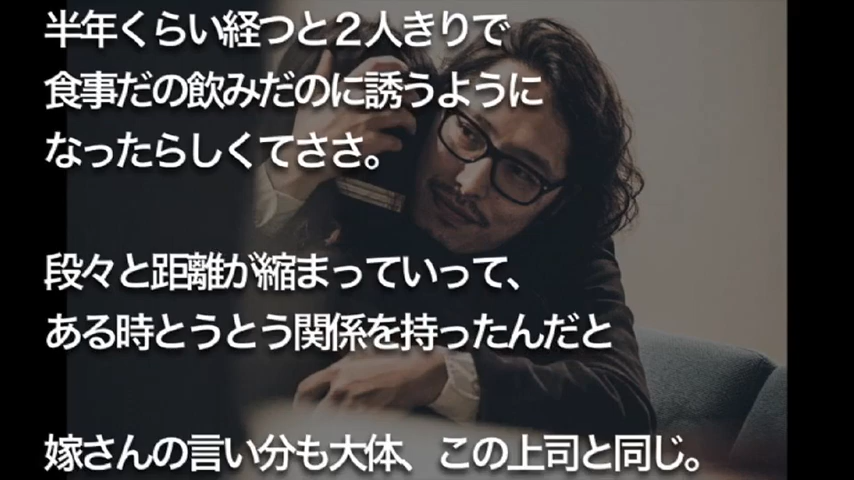 半年くらい経つと２人きりで
食事だの飲みだのに誘うように
なったらしくてささ。
段々と距離が縮まっていって、
ある時とうとう関係を持ったんだと
嫁さんの言い分も大体、この上司と同じ。